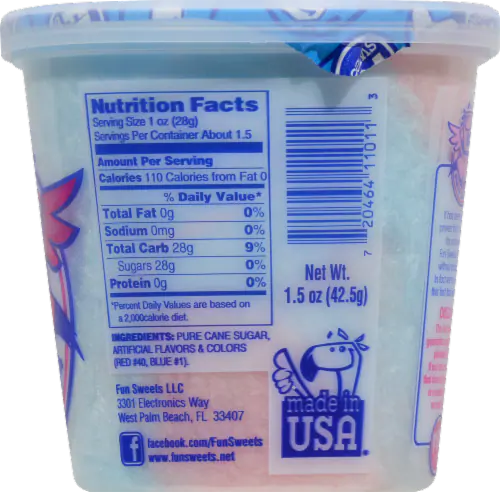 Nutrition Facts
Serving Size 1 oz (28g)
Servings Per Container About 1.5
Amount Per Serving
Calories 110 Calories from Fat 0
% Daily Value*
Total Fat 0g 0%
Sodium 0mg 0%
Total Carb 28g 9%
Sugars 28g 0%
Protein 0g 0%
*Percent Daily Values are based on
a 2,000calorie diet.
INGREDIENTS: PURE CANE SUGAR,
ARTIFICIAL FLAVORS & COLORS
(RED #40, BLUE #1).
Fun Sweets LLC
3301 Electronics Way
West Palm Beach, FL 33407
facebook.com/FunSweets
www.funsweets.net
7 20464 11011 3
Net Wt.
1.5 oz (42.5g)
made in
USA